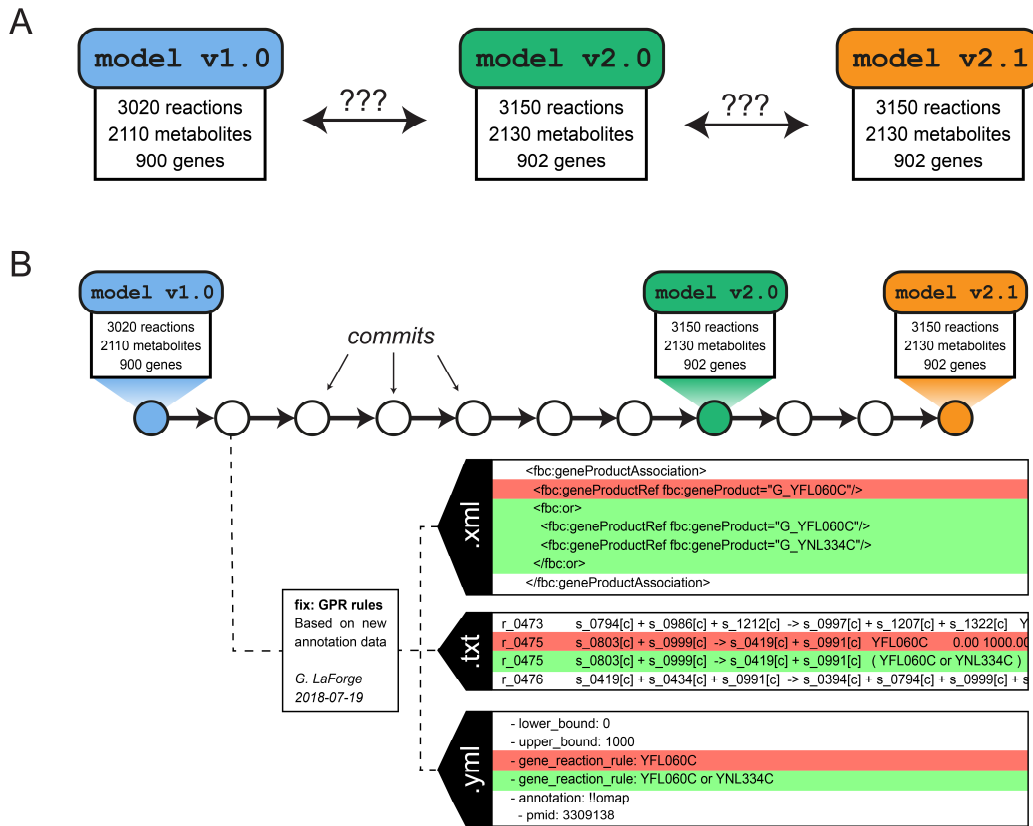 A
model v1.0
3020 reactions
2110 metabolites
900 genes
???
model v2.0
3150 reactions
2130 metabolites
902 genes
???
model v2.1
3150 reactions
2130 metabolites
902 genes
B
model v1.0
3020 reactions
2110 metabolites
900 genes
commits
model v2.0
3150 reactions
2130 metabolites
902 genes
model v2.1
3150 reactions
2130 metabolites
902 genes
fix: GPR rules
Based on new
annotation data
G. LaForge
2018-07-19
.xml
<fbc:geneProductAssociation>
<fbc:geneProductRef fbc:geneProduct="G_YFL060C"/>
<fbc:or>
<fbc:geneProductRef fbc:geneProduct="G_YFL060C"/>
<fbc:geneProductRef fbc:geneProduct="G_YNL334C"/>
</fbc:or>
</fbc:geneProductAssociation>
.txt
r_0473 s_0794[c] + s_0986[c] + s_1212[c] -> s_0997[c] + s_1207[c] + s_1322[c] Y
r_0475 s_0803[c] + s_0999[c] -> s_0419[c] + s_0991[c] YFL060C 0.00 1000.00
r_0475 s_0803[c] + s_0999[c] -> s_0419[c] + s_0991[c] ( YFL060C or YNL334C )
r_0476 s_0419[c] + s_0434[c] + s_0991[c] -> s_0394[c] + s_0794[c] + s_0999[c] + s
.yml
- lower_bound: 0
- upper_bound: 1000
- gene_reaction_rule: YFL060C
- gene_reaction_rule: YFL060C or YNL334C
- annotation: !!omap
- pmid: 3309138